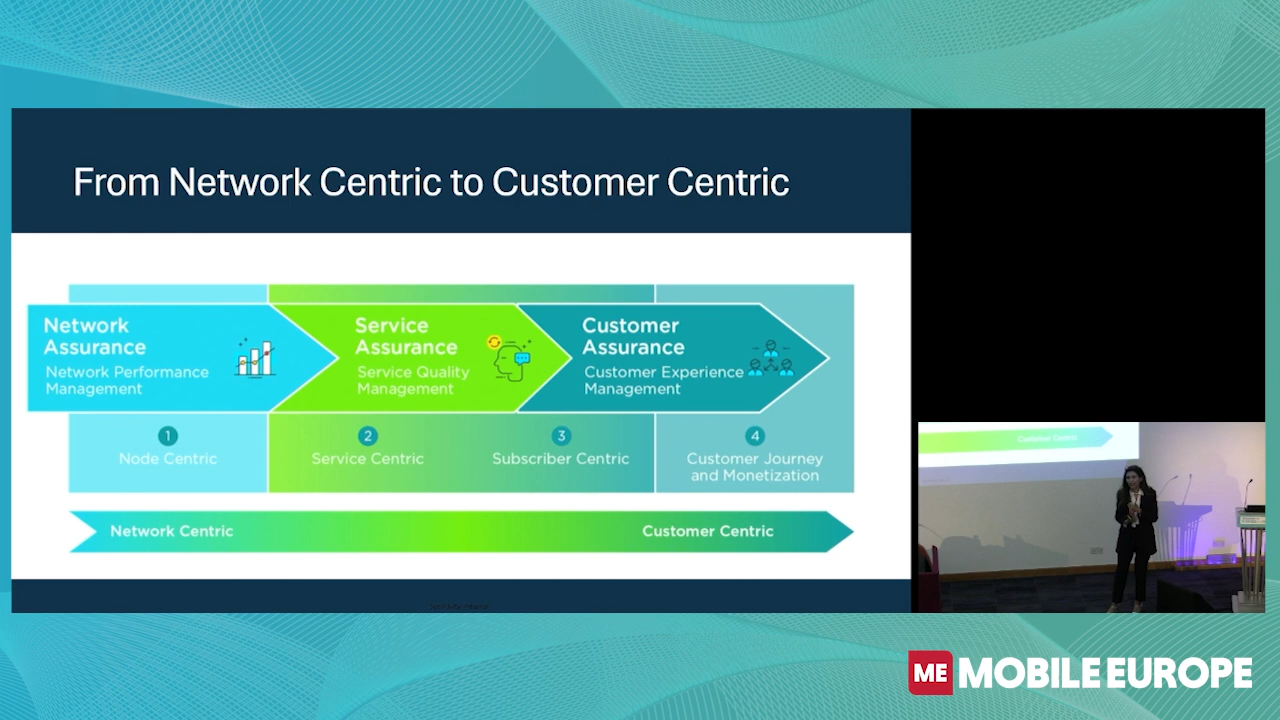 From Network Centric to Customer Centric
Network
Assurance
Network Performance
Management
Service
Assurance
Service Quality
Management
Customer
Assurance
Customer Experience
Management
1
Node Centric
2
Service Centric
3
Subscriber Centric
4
Customer Journey
and Monetization
Network Centric
Customer Centric
Customer Centric
ME MOBILE EUROPE